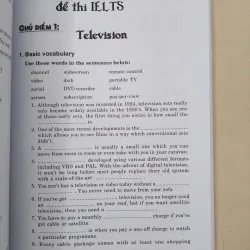 đề thi IELTS
CHỦ ĐIỂM 1:
Television
1. Basic vocabulary
Use these words in the sentences below:
channel videoscreen remote control
video dish portable TV
aerial DVD recorder cable
screen subscription pay-per-view
1. Although television was invented in 1924, television sets really
only became widely available in the 1950's. When you see one
of these early sets, the first thing you notice is how small the
is.
2. One of the most recent developments is the
which allows you to see films in a way which conventional sets
don't.
3. A is usually a small one which you can
move from room to room or even take with you in your caravan.
4. developed using various different formats
including VHS and PAL. With the advent of digital television, it
won't be long before most people replace their old system
with a state-of-the-art
5. You can't buy a television or video today without a
You never need to move from your sofa
6. If you've got television, you no longer need
an on your roof, but if you want satellite
television, then you need a
7. You have to pay a monthly charge if you've
got cable or satellite.
8. is when you pay a one-off charge to watch
a particular programme.
9. Every cable package comes with at least one